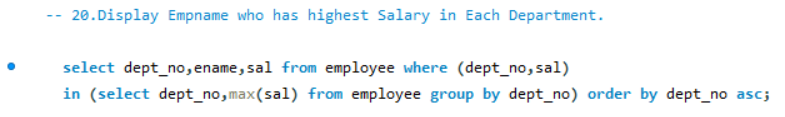 -- 20.Display Empname who has highest Salary in Each Department.
select dept_no,ename,sal from employee where (dept_no,sal)
in (select dept_no,max(sal) from employee group by dept_no) order by dept_no asc;